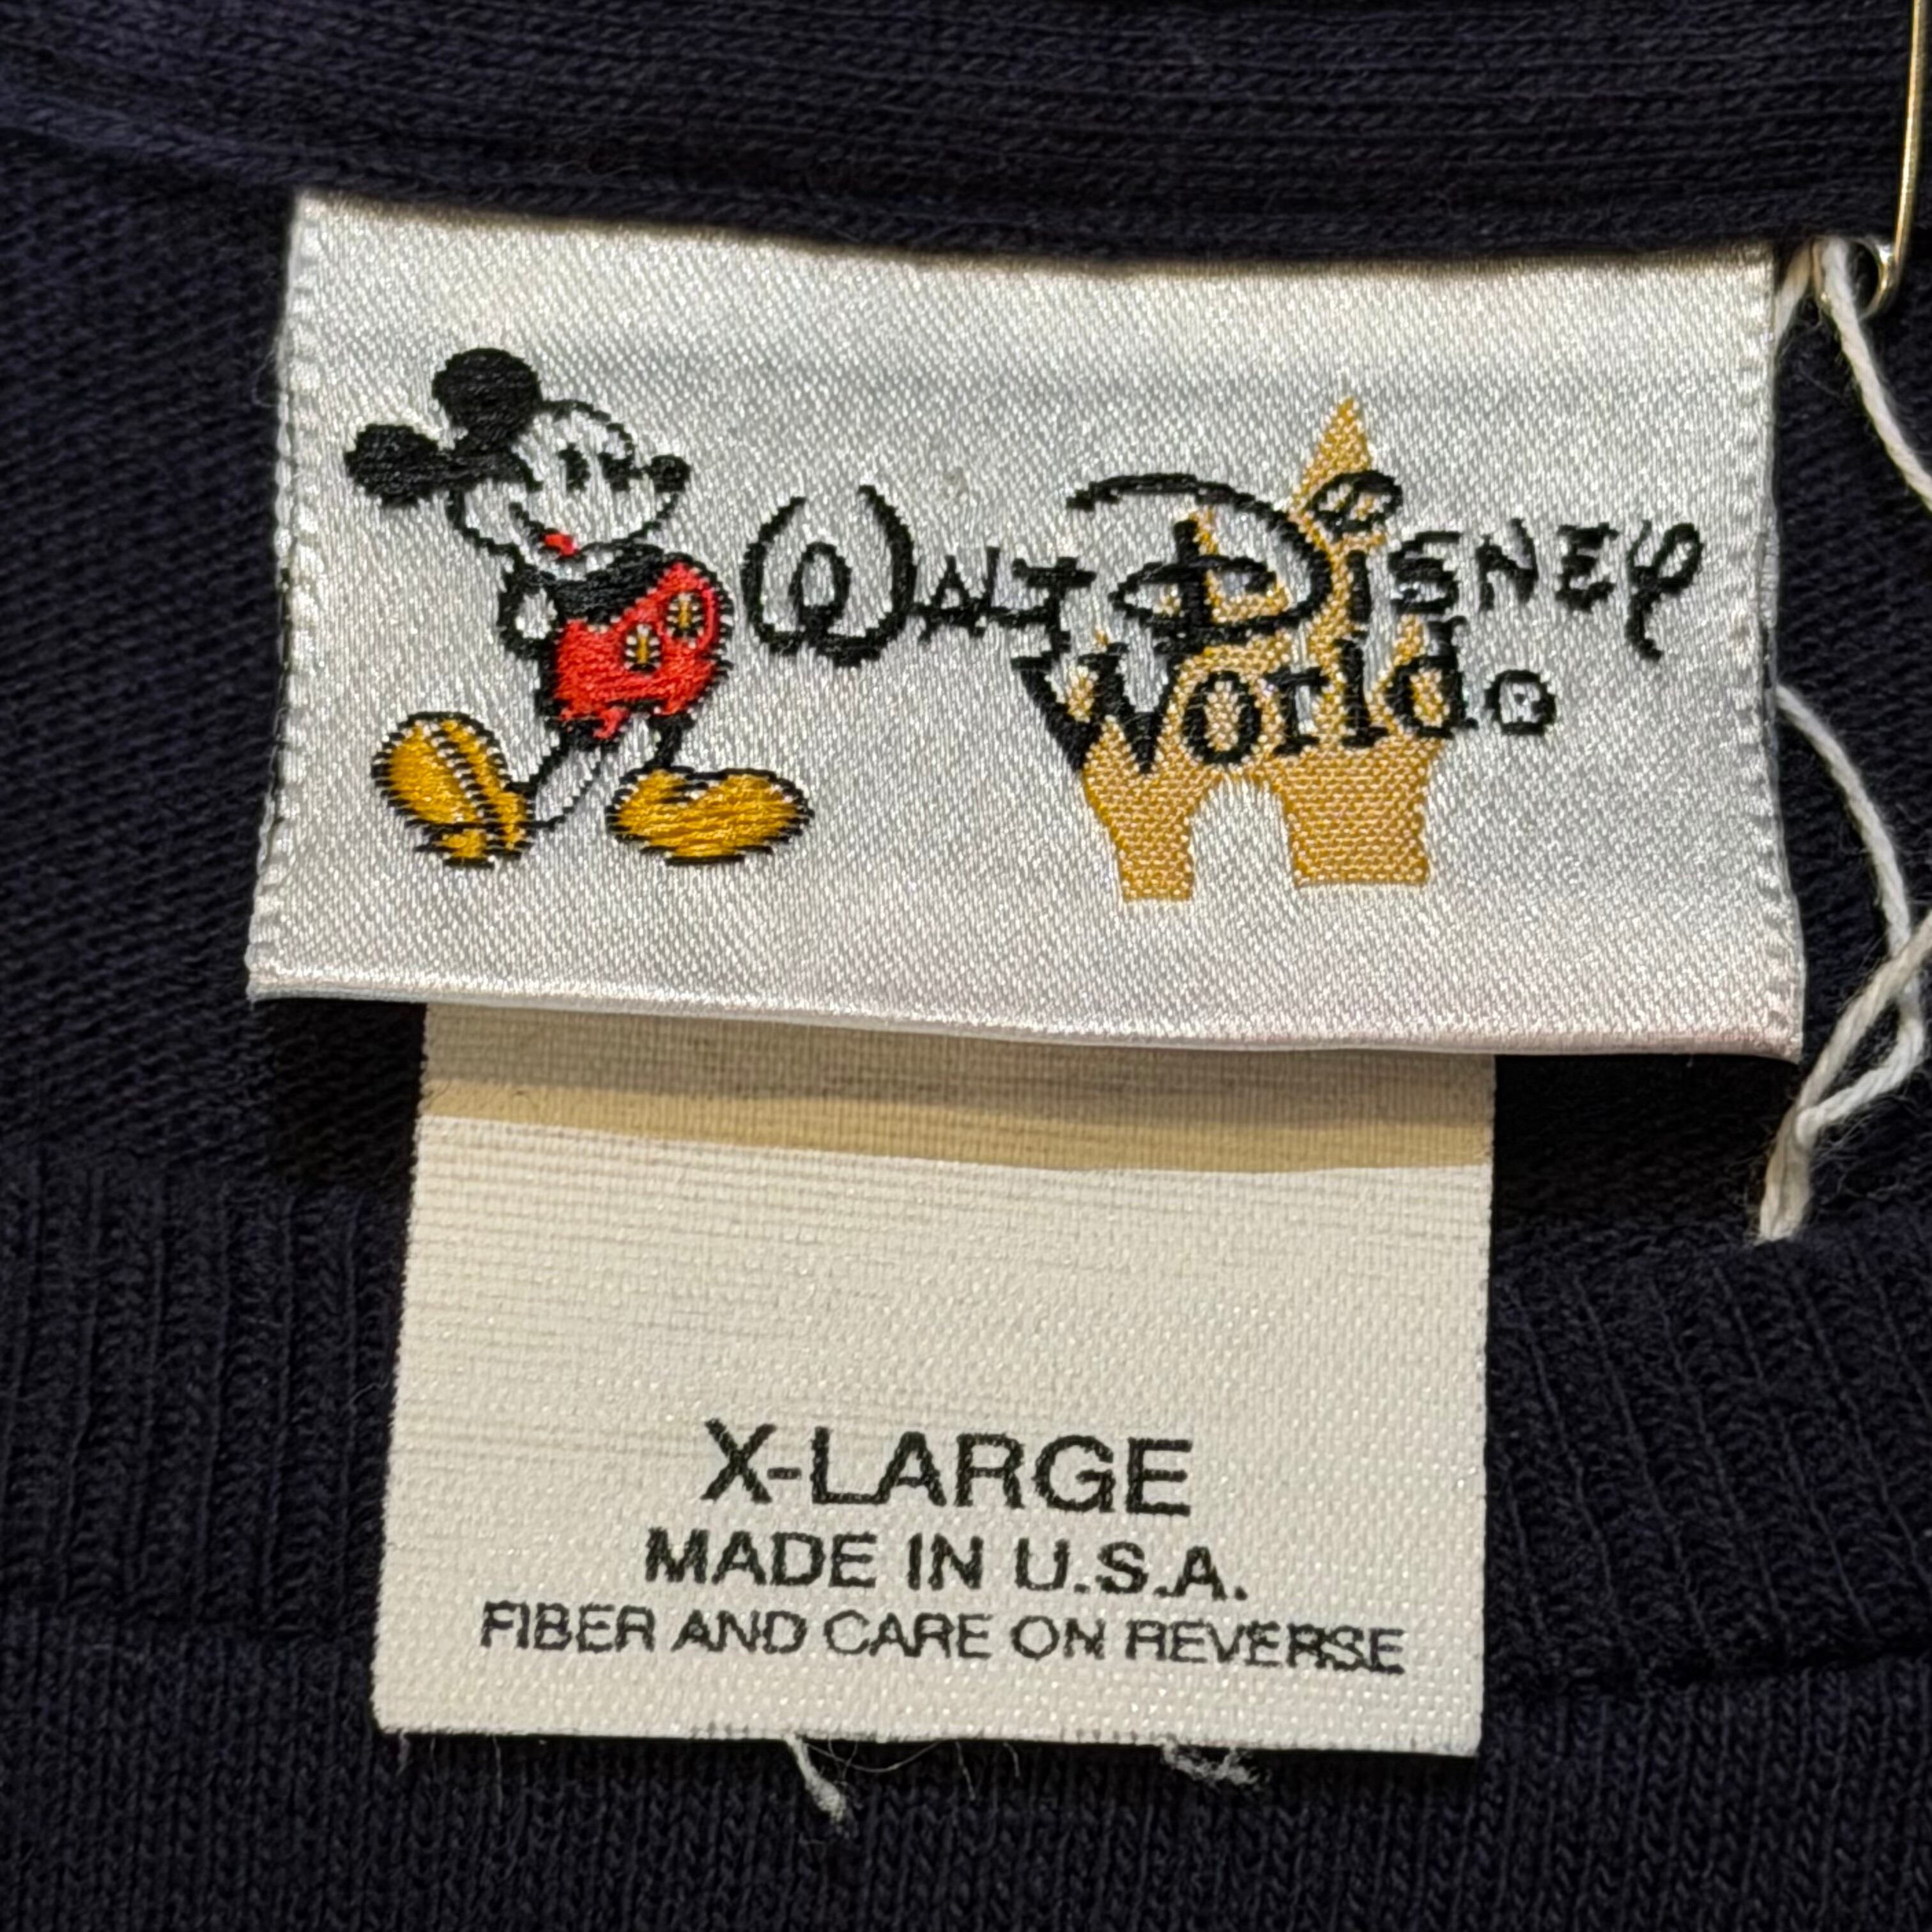 Walt Disney
World®
X-LARGE
MADE IN U.S.A.
FIBER AND CARE ON REVERSE